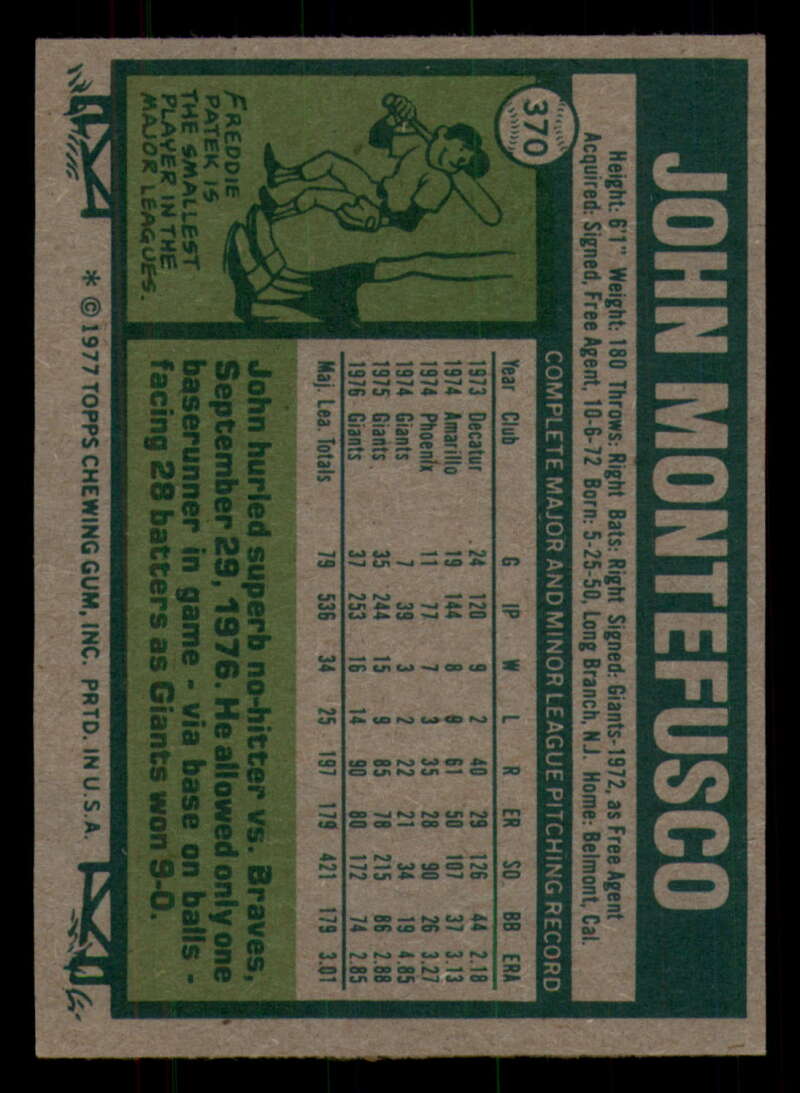 370
JOHN MONTEFUSCO
Height: 6'1" Weight: 180 Throws: Right Bats: Right Signed: Giants-1972, as Free Agent
Acquired: Signed, Free Agent, 10-6-72 Born: 5-25-50, Long Branch, N.J. Home: Belmont, Cal.
COMPLETE MAJOR AND MINOR LEAGUE PITCHING RECORD
Year Club G IP W L R ER SO BB ERA
1973 Decatur 24 120 9 2 40 29 126 44 2.18
1974 Amarillo 19 144 8 9 61 50 107 37 3.13
1974 Phoenix 11 77 7 3 35 28 90 26 3.27
1974 Giants 7 39 3 2 22 21 34 19 4.85
1975 Giants 35 244 15 9 85 78 215 86 2.88
1976 Giants 37 253 16 14 90 80 172 74 2.85
Maj. Lea. Totals 79 536 34 25 197 179 421 179 3.01
FREDDIE
PATEK IS
THE SMALLEST
PLAYER IN THE
MAJOR LEAGUES.
John hurled superb no-hitter vs. Braves,
September 29, 1976. He allowed only one
baserunner in game - via base on balls -
facing 28 batters as Giants won 9-0.
* © 1977 TOPPS CHEWING GUM, INC. PRTD. IN U.S.A.